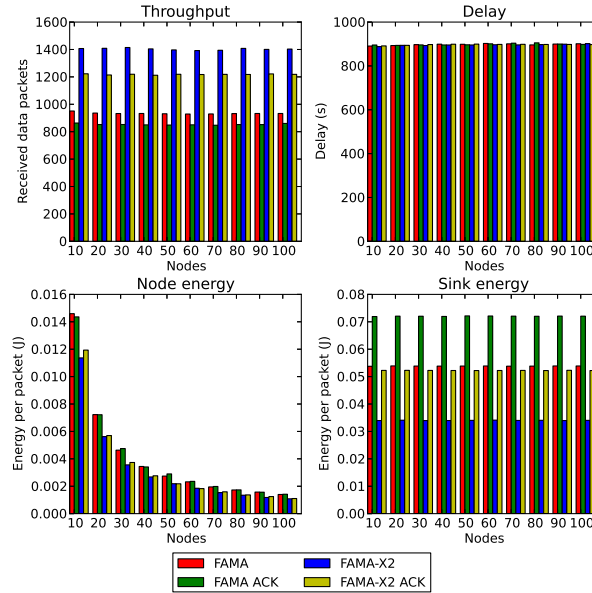 Throughput
Received data packets
1600
1400
1200
1000
800
600
400
200
0
10 20 30 40 50 60 70 80 90 100
Nodes
Delay
Delay (s)
1000
800
600
400
200
0
10 20 30 40 50 60 70 80 90 100
Nodes
Node energy
Energy per packet (J)
0.016
0.014
0.012
0.010
0.008
0.006
0.004
0.002
0.000
10 20 30 40 50 60 70 80 90 100
Nodes
Sink energy
Energy per packet (J)
0.08
0.07
0.06
0.05
0.04
0.03
0.02
0.01
0.00
10 20 30 40 50 60 70 80 90 100
Nodes
FAMA
FAMA ACK
FAMA-X2
FAMA-X2 ACK